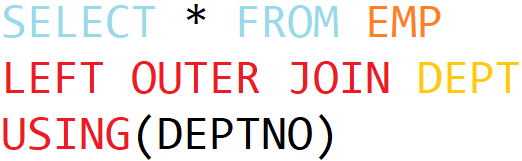 SELECT * FROM EMP
LEFT OUTER JOIN DEPT
USING(DEPTNO)